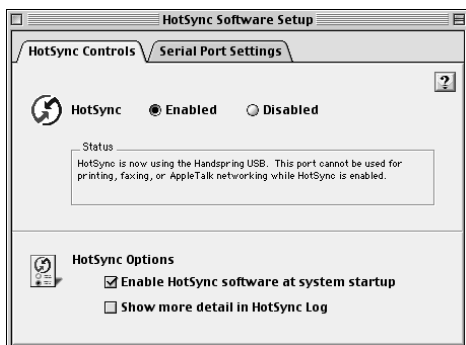 HotSync Software Setup
HotSync Controls
Serial Port Settings
?
HotSync
Enabled
Disabled
Status
HotSync is now using the Handspring USB. This port cannot be used for
printing, faxing, or AppleTalk networking while HotSync is enabled.
HotSync Options
Enable HotSync software at system startup
Show more detail in HotSync Log